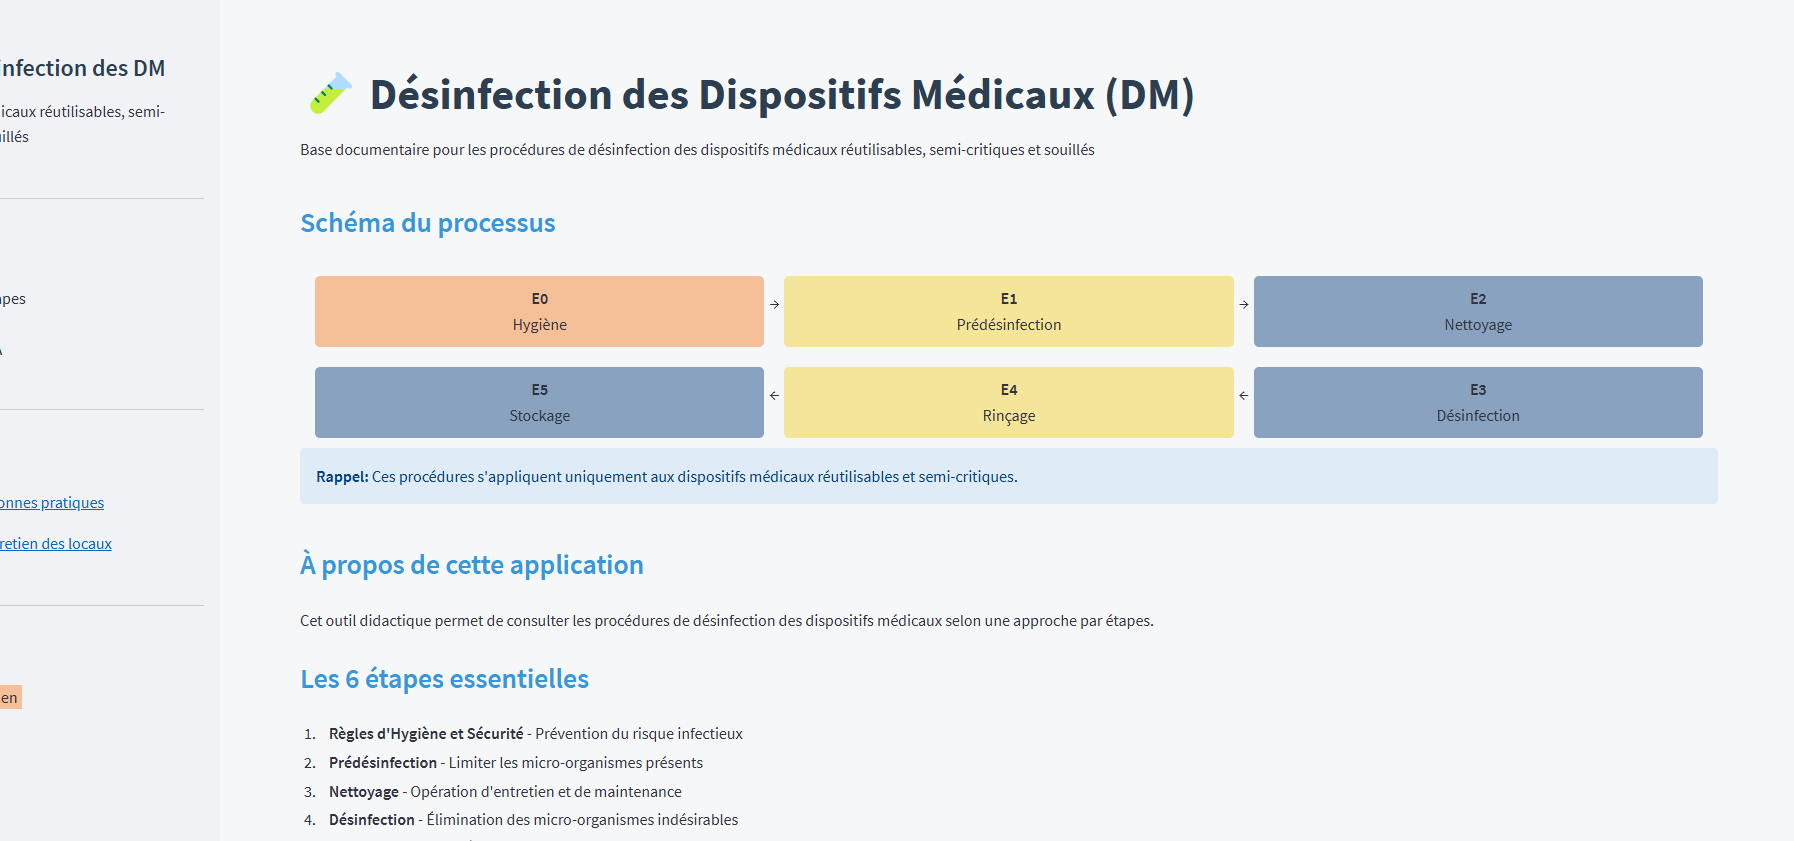 nfection des DM
icaux réutilisables, semi-
illés
apes
A
onnes pratiques
retien des locaux
en
Désinfection des Dispositifs Médicaux (DM)
Base documentaire pour les procédures de désinfection des dispositifs médicaux réutilisables, semi-critiques et souillés
Schéma du processus
E0
Hygiène
→
E1
Prédésinfection
→
E2
Nettoyage
E5
Stockage
←
E4
Rinçage
←
E3
Désinfection
Rappel: Ces procédures s'appliquent uniquement aux dispositifs médicaux réutilisables et semi-critiques.
À propos de cette application
Cet outil didactique permet de consulter les procédures de désinfection des dispositifs médicaux selon une approche par étapes.
Les 6 étapes essentielles
1. Règles d'Hygiène et Sécurité - Prévention du risque infectieux
2. Prédésinfection - Limiter les micro-organismes présents
3. Nettoyage - Opération d'entretien et de maintenance
4. Désinfection - Élimination des micro-organismes indésirables